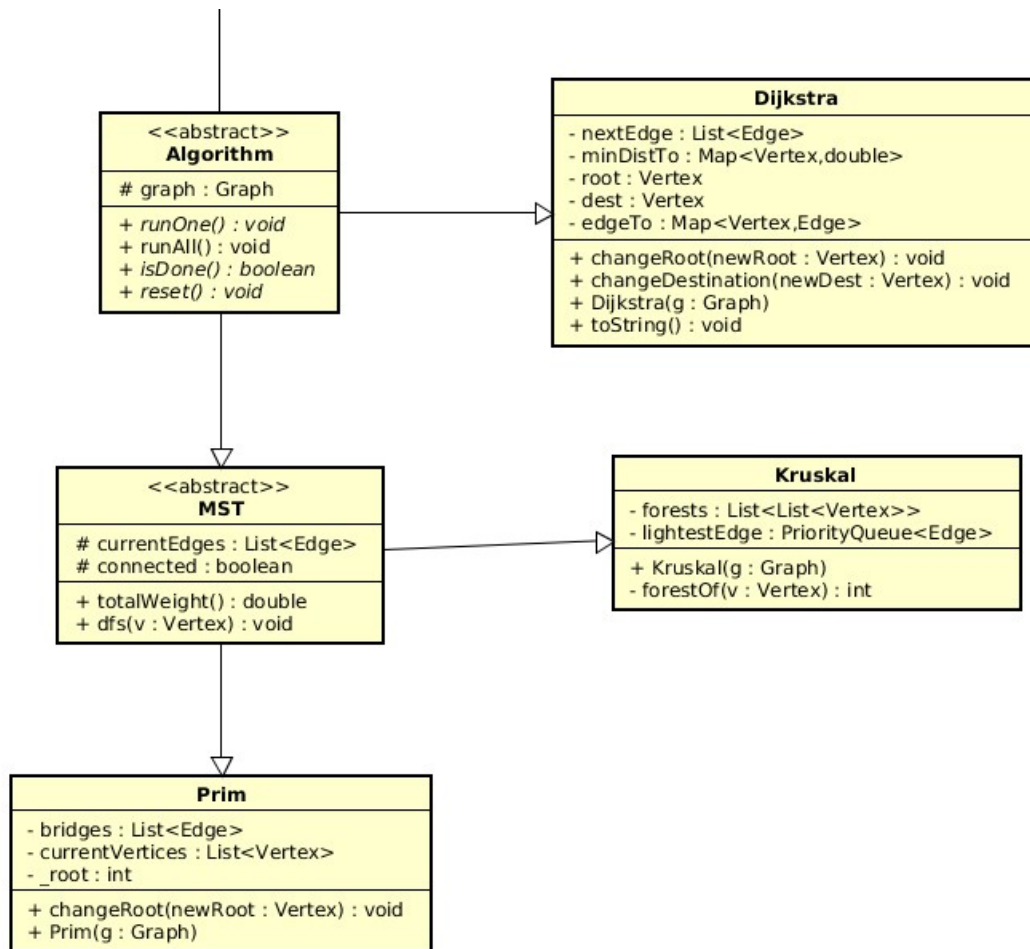 <<abstract>>
Algorithm
# graph : Graph
+ runOne() : void
+ runAll() : void
+ isDone() : boolean
+ reset() : void
Dijkstra
- nextEdge : List<Edge>
- minDistTo : Map<Vertex,double>
- root : Vertex
- dest : Vertex
- edgeTo : Map<Vertex,Edge>
+ changeRoot(newRoot : Vertex) : void
+ changeDestination(newDest : Vertex) : void
+ Dijkstra(g : Graph)
+ toString() : void
<<abstract>>
MST
# currentEdges : List<Edge>
# connected : boolean
+ totalWeight() : double
+ dfs(v : Vertex) : void
Kruskal
- forests : List<List<Vertex>>
- lightestEdge : PriorityQueue<Edge>
+ Kruskal(g : Graph)
- forestOf(v : Vertex) : int
Prim
- bridges : List<Edge>
- currentVertices : List<Vertex>
- _root : int
+ changeRoot(newRoot : Vertex) : void
+ Prim(g : Graph)